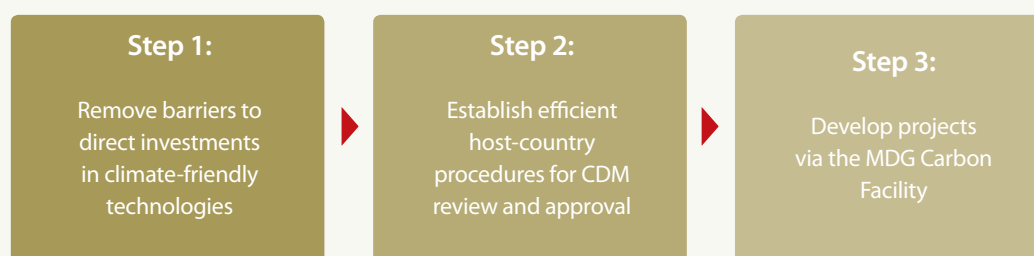 Step 1:
Remove barriers to
direct investments
in climate-friendly
technologies
Step 2:
Establish efficient
host-country
procedures for CDM
review and approval
Step 3:
Develop projects
via the MDG Carbon
Facility